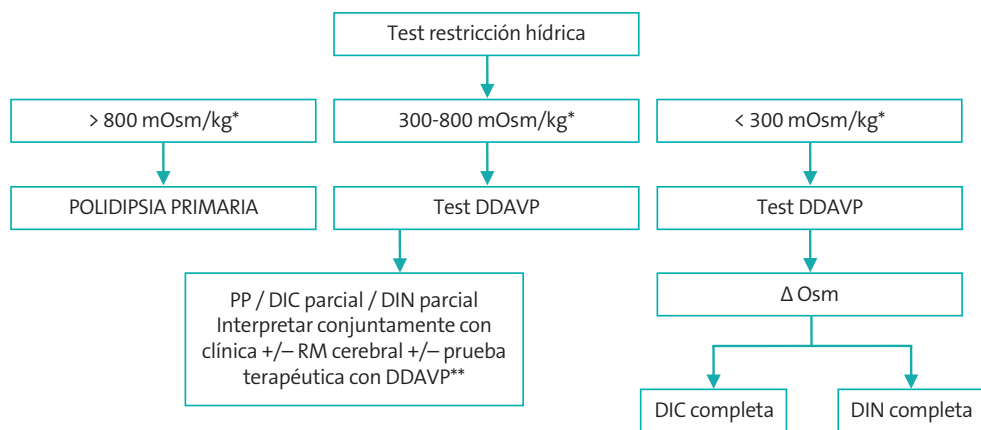 Test restricción hídrica
> 800 mOsm/kg*
300-800 mOsm/kg*
< 300 mOsm/kg*
POLIDIPSIA PRIMARIA
Test DDAVP
Test DDAVP
PP / DIC parcial / DIN parcial
Interpretar conjuntamente con
clínica +/– RM cerebral +/– prueba
terapéutica con DDAVP**
Δ Osm
DIC completa
DIN completa